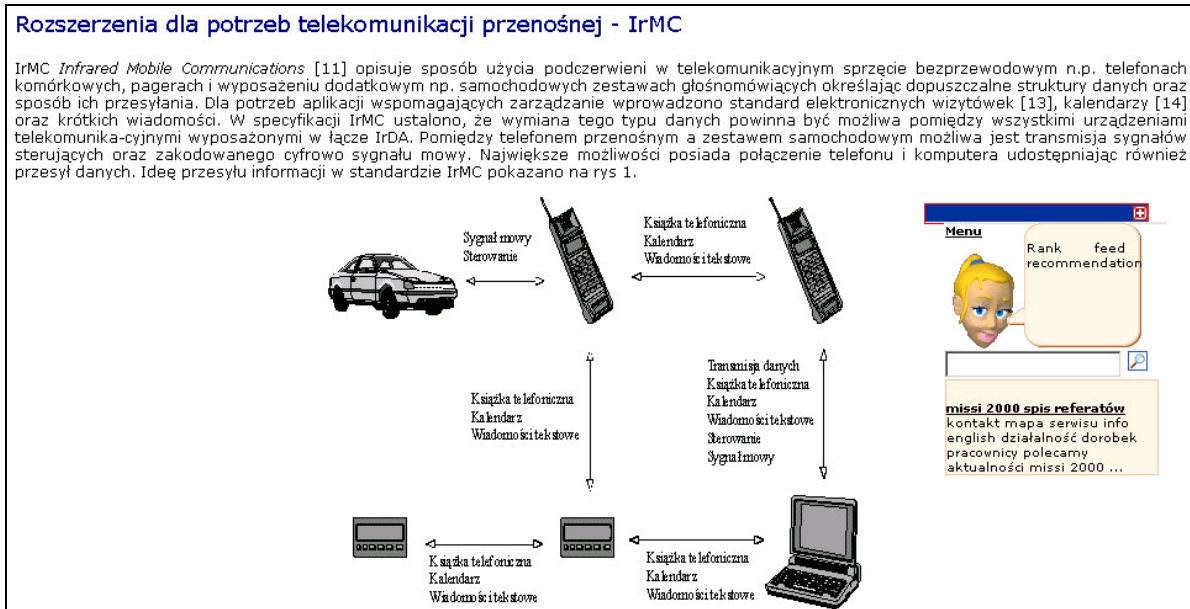 Rozszerzenia dla potrzeb telekomunikacji przenośnej - IrMC
IrMC Infrared Mobile Communications [11] opisuje sposób użycia podczerwieni w telekomunikacyjnym sprzęcie bezprzewodowym n.p. telefonach
komórkowych, pagerach i wyposażeniu dodatkowym np. samochodowych zestawach głośnomówiących określając dopuszczalne struktury danych oraz
sposób ich przesyłania. Dla potrzeb aplikacji wspomagających zarządzanie wprowadzono standard elektronicznych wizytówek [13], kalendarzy [14]
oraz krótkich wiadomości. W specyfikacji IrMC ustalono, że wymiana tego typu danych powinna być możliwa pomiędzy wszystkimi urządzeniami
telekomunika-cyjnymi wyposażonymi w łącze IrDA. Pomiędzy telefonem przenośnym a zestawem samochodowym możliwa jest transmisja sygnałów
sterujących oraz zakodowanego cyfrowo sygnału mowy. Największe możliwości posiada połączenie telefonu i komputera udostępniając również
przesył danych. Ideę przesyłu informacji w standardzie IrMC pokazano na rys 1.
Sygnał mowy
Sterowanie
Książka telefoniczna
Kalendarz
Wiadomości tekstowe
Menu
Rank feed
recommendation
Książka telefoniczna
Kalendarz
Wiadomości tekstowe
Transmisja danych
Książka telefoniczna
Kalendarz
Wiadomości tekstowe
Sterowanie
Sygnał mowy
missi 2000 spis referatów
kontakt mapa serwisu info
english działalność dorobek
pracownicy polecamy
aktualności missi 2000 ...
Książka telefoniczna
Kalendarz
Wiadomości tekstowe
Książka telefoniczna
Kalendarz
Wiadomości tekstowe